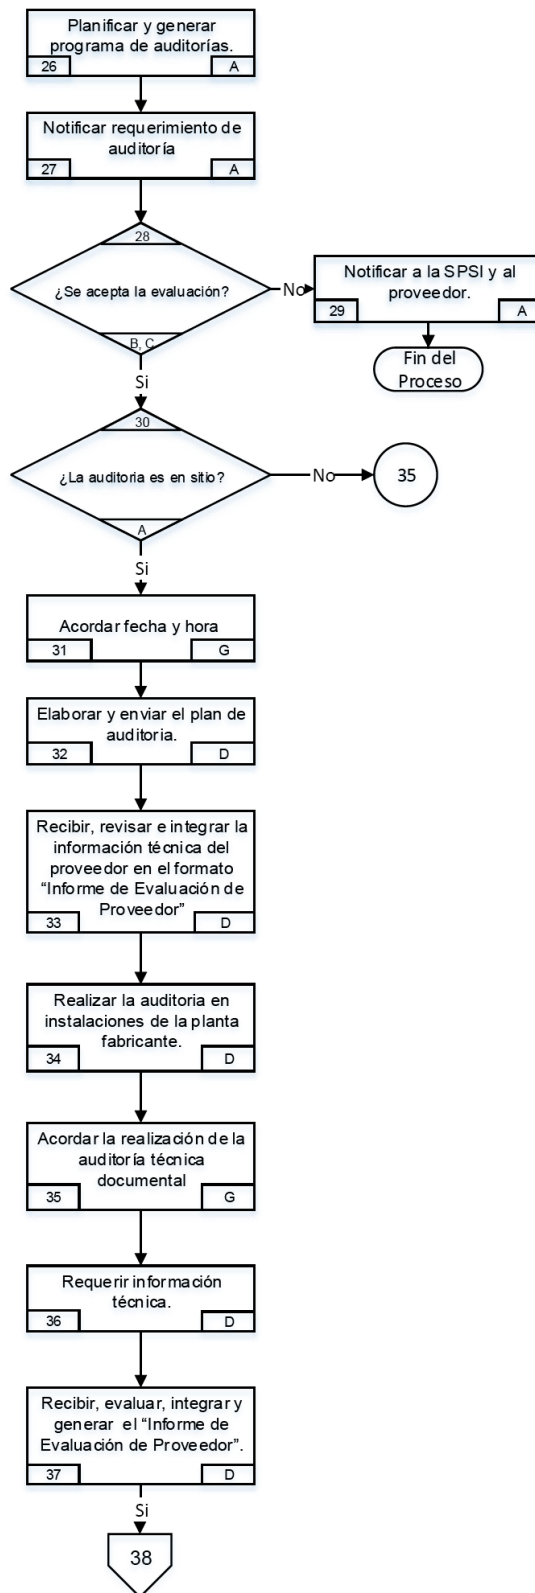 Planificar y generar
programa de auditorías.
26 A
Notificar requerimiento de
auditoría
27 A
28
¿Se acepta la evaluación?
B, C
No
Notificar a la SPSI y al
proveedor.
29 A
Fin del
Proceso
Si
30
¿La auditoria es en sitio?
A
No
35
Si
Acordar fecha y hora
31 G
Elaborar y enviar el plan de
auditoria.
32 D
Recibir, revisar e integrar la
información técnica del
proveedor en el formato
“Informe de Evaluación de
Proveedor”
33 D
Realizar la auditoria en
instalaciones de la planta
fabricante.
34 D
Acordar la realización de la
auditoría técnica
documental
35 G
Requerir información
técnica.
36 D
Recibir, evaluar, integrar y
generar el “Informe de
Evaluación de Proveedor”.
37 D
Si
38